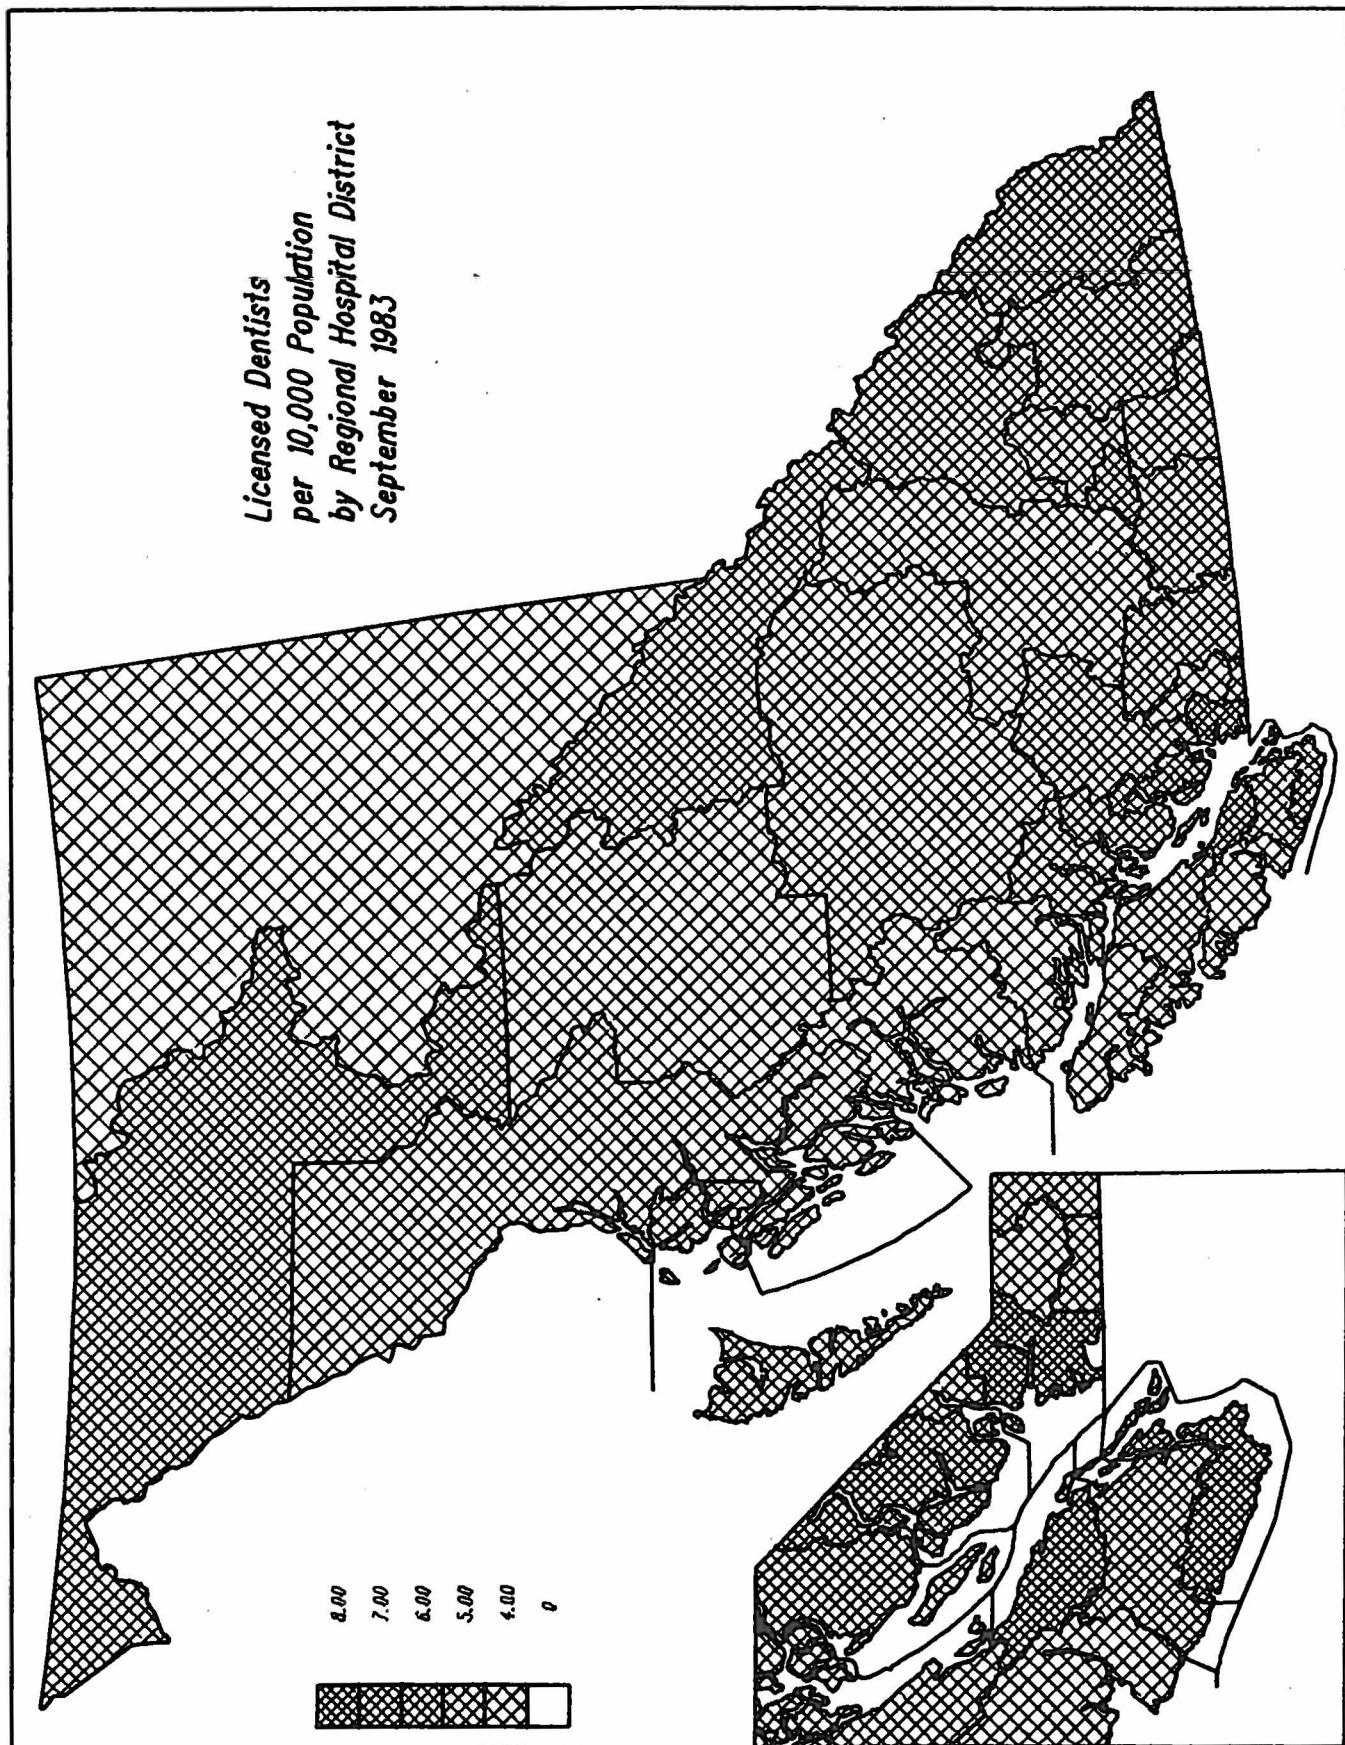 Licensed Dentists
per 10,000 Population
by Regional Hospital District
September 1983
8.00
7.00
6.00
5.00
4.00
0